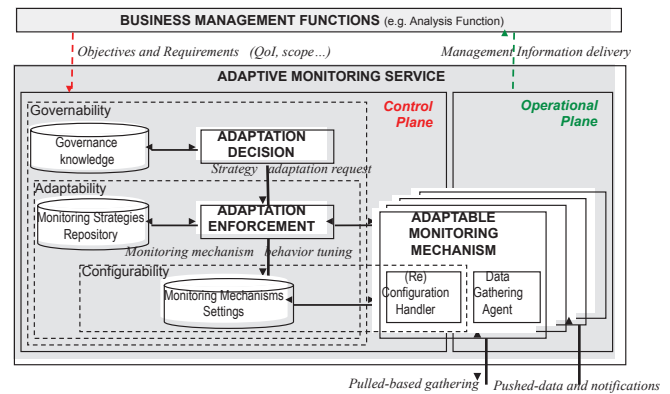 BUSINESS MANAGEMENT FUNCTIONS (e.g. Analysis Function)
Objectives and Requirements (QoI, scope…)
Management Information delivery
ADAPTIVE MONITORING SERVICE
Governability
Control
Plane
Operational
Plane
Governance
knowledge
ADAPTATION
DECISION
Strategy adaptation request
Adaptability
Monitoring Strategies
Repository
ADAPTATION
ENFORCEMENT
ADAPTABLE
MONITORING
MECHANISM
Monitoring mechanism behavior tuning
Configurability
Monitoring Mechanisms
Settings
(Re)
Configuration
Handler
Data
Gathering
Agent
Pulled-based gathering
Pushed-data and notifications